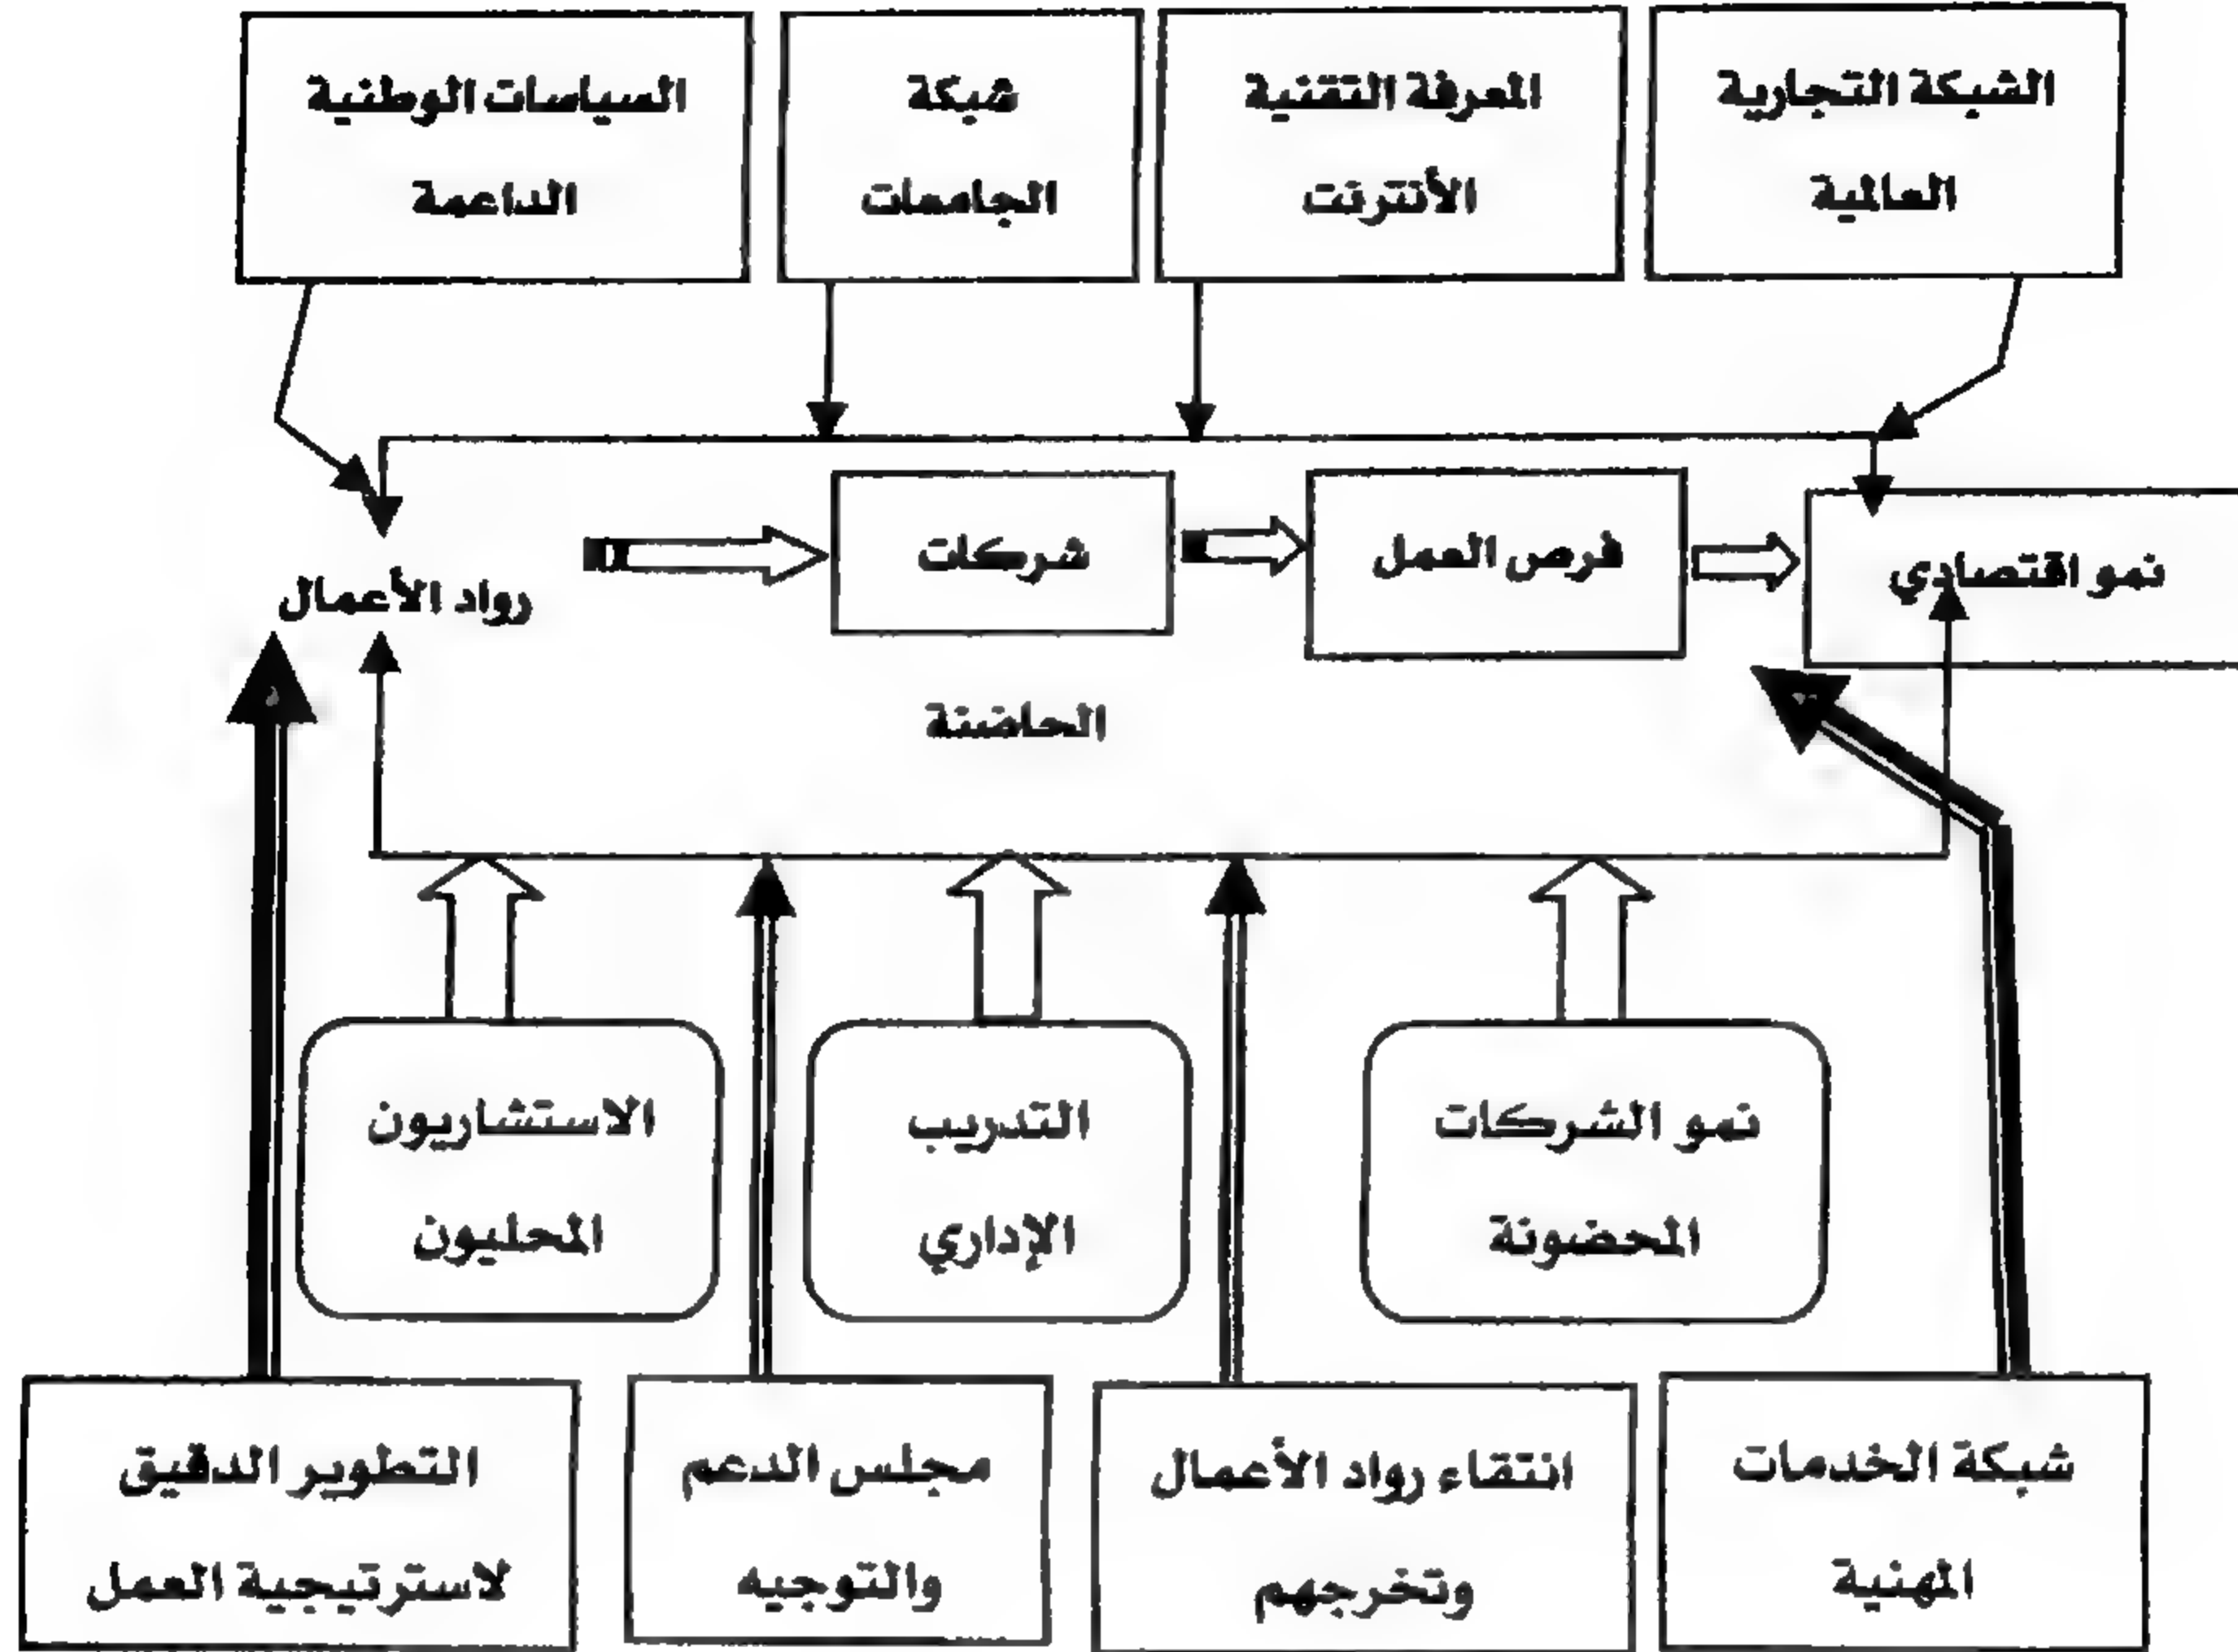 الشبكة التجارية
العالمية
المعرفة التقنية
الأنترنت
شبكة
الجامعات
السياسات الوطنية
الداعمة
رواد الأعمال
شركات
فرص العمل
نمو اقتصادي
الحاضنة
نمو الشركات
المحضونة
التدريب
الإداري
الاستشاريون
المحليون
شبكة الخدمات
المهنية
انتقاء رواد الأعمال
وتخرجهم
مجلس الدعم
والتوجيه
التطوير الدقيق
لاسترتيجية العمل